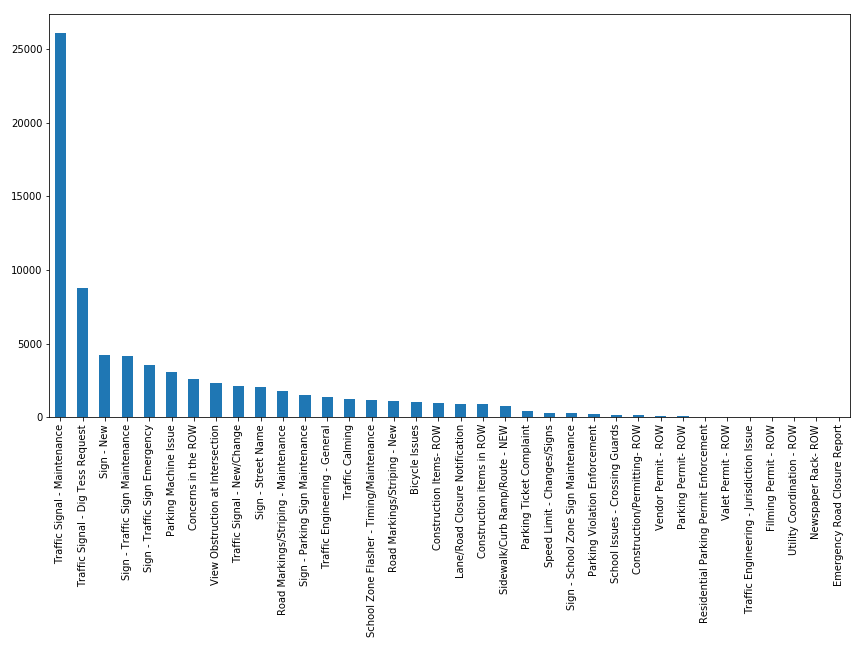 25000
20000
15000
10000
5000
0
Traffic Signal - Maintenance
Traffic Signal - Dig Tess Request
Sign - New
Sign - Traffic Sign Maintenance
Sign - Traffic Sign Emergency
Parking Machine Issue
Concerns in the ROW
View Obstruction at Intersection
Traffic Signal - New/Change
Sign - Street Name
Road Markings/Striping - Maintenance
Sign - Parking Sign Maintenance
Traffic Engineering - General
Traffic Calming
School Zone Flasher - Timing/Maintenance
Road Markings/Striping - New
Bicycle Issues
Construction Items- ROW
Lane/Road Closure Notification
Construction items in ROW
Sidewalk/Curb Ramp/Route - NEW
Parking Ticket Complaint
Speed Limit - Changes/Signs
Sign - School Zone Sign Maintenance
Parking Violation Enforcement
School Issues - Crossing Guards
Construction/Permitting- ROW
Vendor Permit - ROW
Parking Permit- ROW
Residential Parking Permit Enforcement
Valet Permit - ROW
Traffic Engineering - Jurisdiction Issue
Filming Permit - ROW
Utility Coordination - ROW
Newspaper Rack- ROW
Emergency Road Closure Report